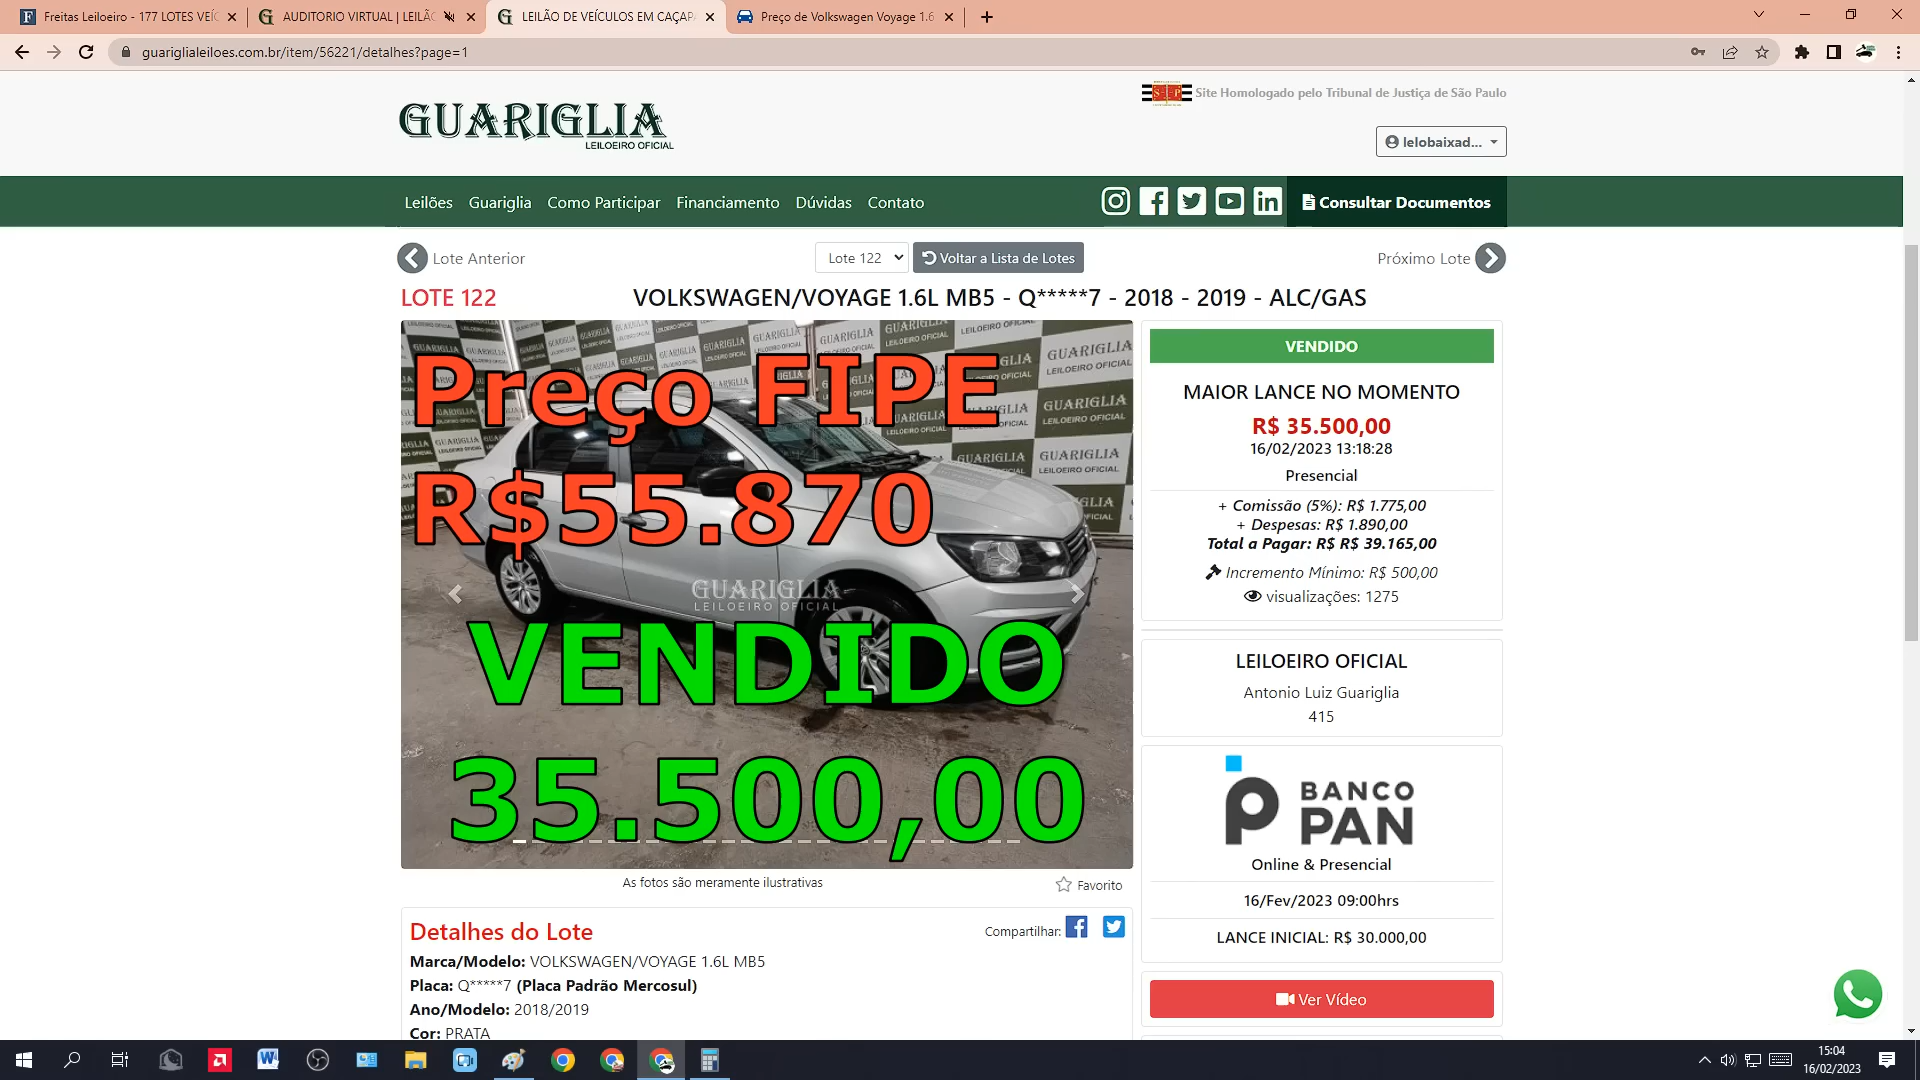 Freitas Leiloeiro - 177 LOTES VEÍC
AUDITORIO VIRTUAL | LEILÃO
LEILÃO DE VEÍCULOS EM CAÇAPA
Preço de Volkswagen Voyage 1.6
guariglialeiloes.com.br/item/56221/detalhes?page=1
GUARIGLIA
LEILOEIRO OFICIAL
Site Homologado pelo Tribunal de Justiça de São Paulo
lelobaixad...
Leilões Guariglia Como Participar Financiamento Dúvidas Contato
Consultar Documentos
Lote Anterior
Lote 122
Voltar a Lista de Lotes
Próximo Lote
LOTE 122
VOLKSWAGEN/VOYAGE 1.6L MB5 - Q*****7 - 2018 - 2019 - ALC/GAS
Preço FIPE
R$55.870
GUARIGLIA
LEILOEIRO OFICIAL
VENDIDO
35.500,00
As fotos são meramente ilustrativas
Favorito
VENDIDO
MAIOR LANCE NO MOMENTO
R$ 35.500,00
16/02/2023 13:18:28
Presencial
+ Comissão (5%): R$ 1.775,00
+ Despesas: R$ 1.890,00
Total a Pagar: R$ R$ 39.165,00
Incremento Mínimo: R$ 500,00
visualizações: 1275
LEILOEIRO OFICIAL
Antonio Luiz Guariglia
415
BANCO
PAN
Online & Presencial
16/Fev/2023 09:00hrs
LANCE INICIAL: R$ 30.000,00
Ver Vídeo
Detalhes do Lote
Compartilhar:
Marca/Modelo: VOLKSWAGEN/VOYAGE 1.6L MB5
Placa: Q*****7 (Placa Padrão Mercosul)
Ano/Modelo: 2018/2019
Cor: PRATA
15:04
16/02/2023